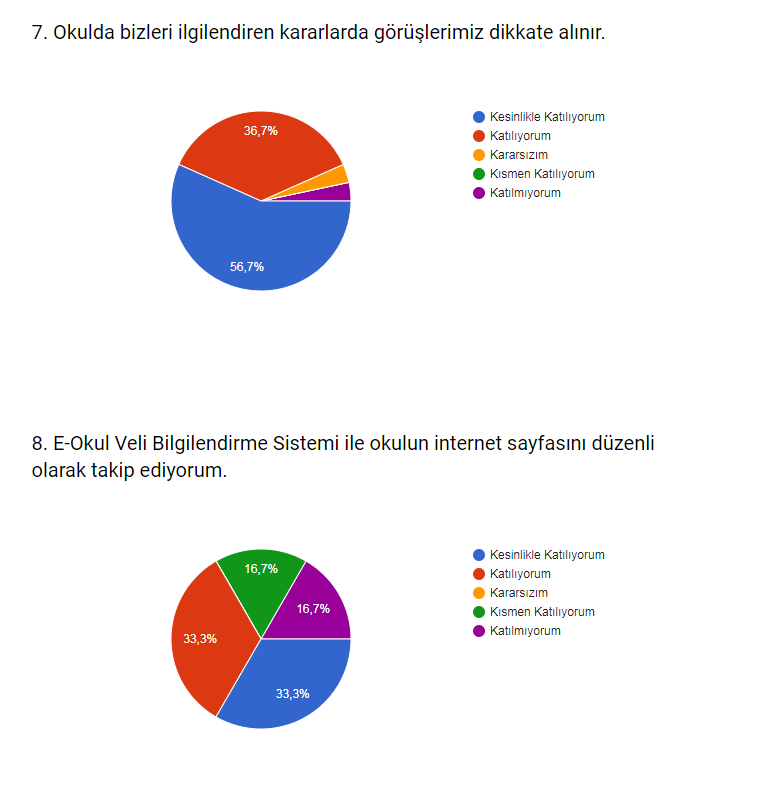 7. Okulda bizleri ilgilendiren kararlarda görüşlerimiz dikkate alınır.
36,7%
56,7%
Kesinlikle Katılıyorum
Katılıyorum
Kararsızım
Kısmen Katılıyorum
Katılmıyorum
8. E-Okul Veli Bilgilendirme Sistemi ile okulun internet sayfasını düzenli
olarak takip ediyorum.
16,7%
16,7%
33,3%
33,3%
Kesinlikle Katılıyorum
Katılıyorum
Kararsızım
Kısmen Katılıyorum
Katılmıyorum